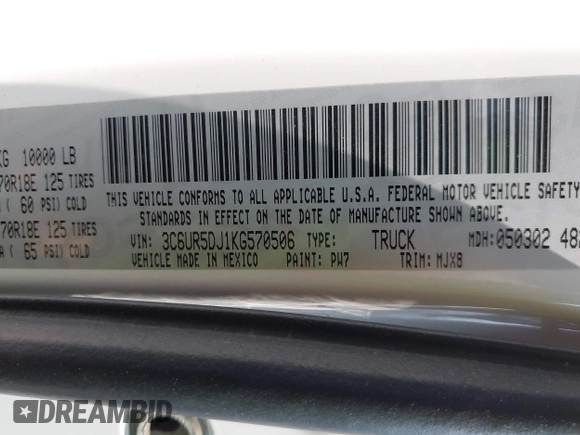 KG 10000 LB
70R18E 125 TIRES
( 60 PSI) COLD
70R18E 125 TIRES
A ( 65 PSI) COLD
THIS VEHICLE CONFORMS TO ALL APPLICABLE U.S.A. FEDERAL MOTOR VEHICLE SAFETY
STANDARDS IN EFFECT ON THE DATE OF MANUFACTURE SHOWN ABOVE
VIN: 3C6UR5DJ1KG570506 TYPE: TRUCK MDH: 050302 48
VEHICLE MADE IN MEXICO PAINT: PW7 TRIM: MJX8
DREAMBID